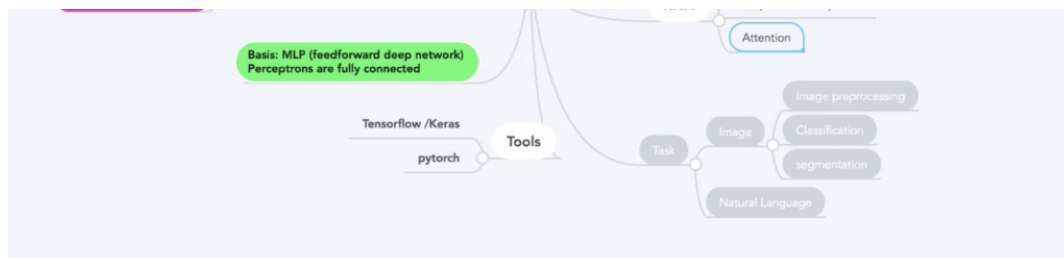 Attention
Basis: MLP (feedforward deep network)
Perceptrons are fully connected
Tensorflow /Keras
pytorch
Tools
Task
Image
Image preprocessing
Classification
segmentation
Natural Language